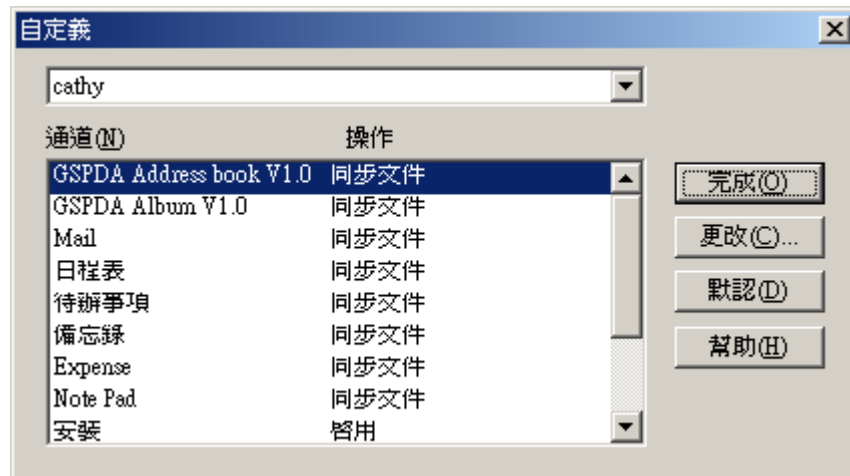 自定義
cathy
通道(N) 操作
GSPDA Address book V1.0 同步文件
GSPDA Album V1.0 同步文件
Mail 同步文件
日程表 同步文件
待辦事項 同步文件
備忘錄 同步文件
Expense 同步文件
Note Pad 同步文件
安裝 啓用
完成(O)
更改(C)...
默認(D)
幫助(H)